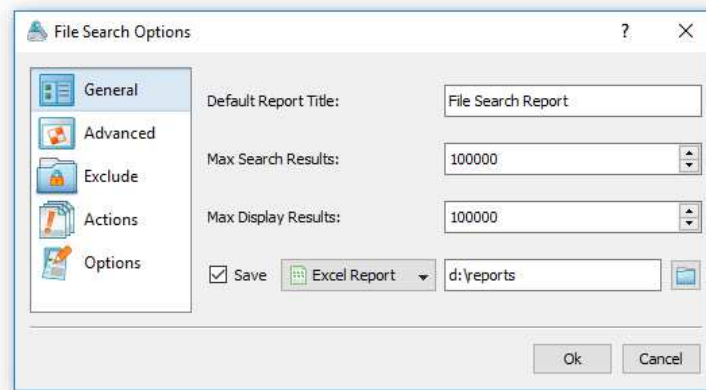 File Search Options ?
General
Advanced
Exclude
Actions
Options
Default Report Title: File Search Report
Max Search Results: 100000
Max Display Results: 100000
Save Excel Report d:\reports
Ok Cancel